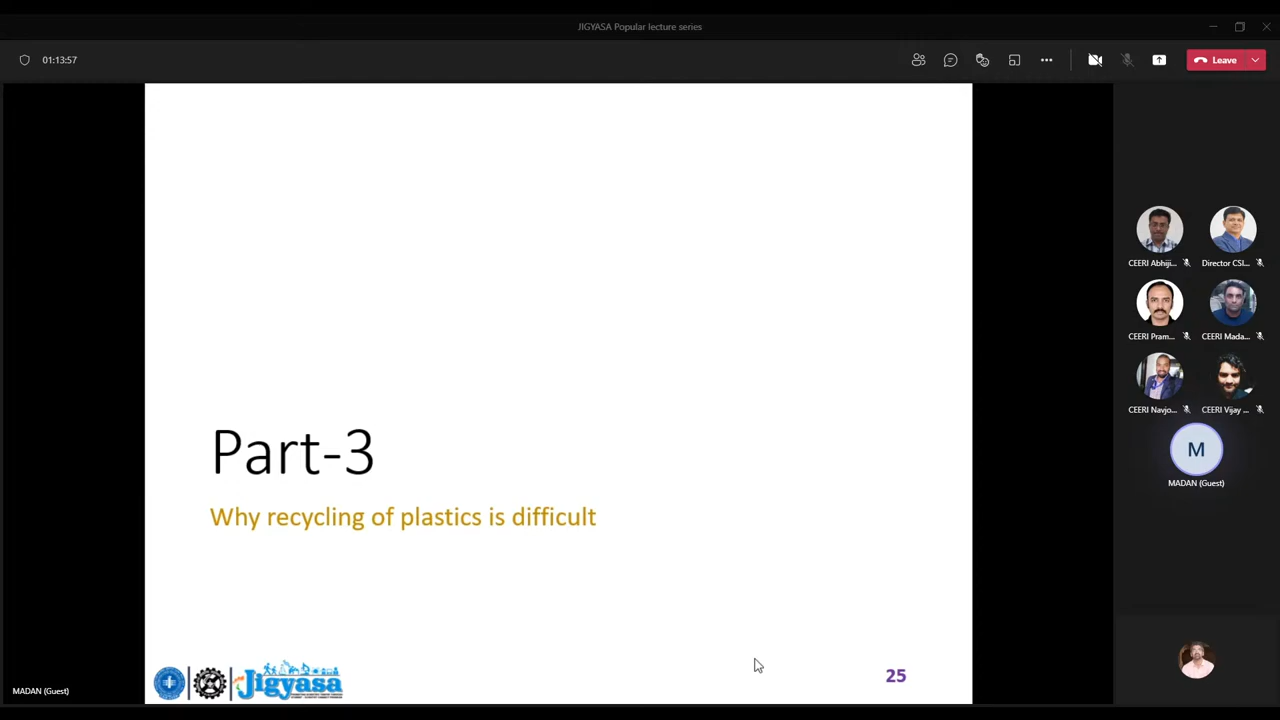 JIGYASA Popular lecture series
01:13:57
Leave
CEERI Abhiji...
Director CSI...
CEERI Pram...
CEERI Mada...
CEERI Navjo...
CEERI Vijay ...
M
MADAN (Guest)
Part-3
Why recycling of plastics is difficult
Jigyasa
25
MADAN (Guest)